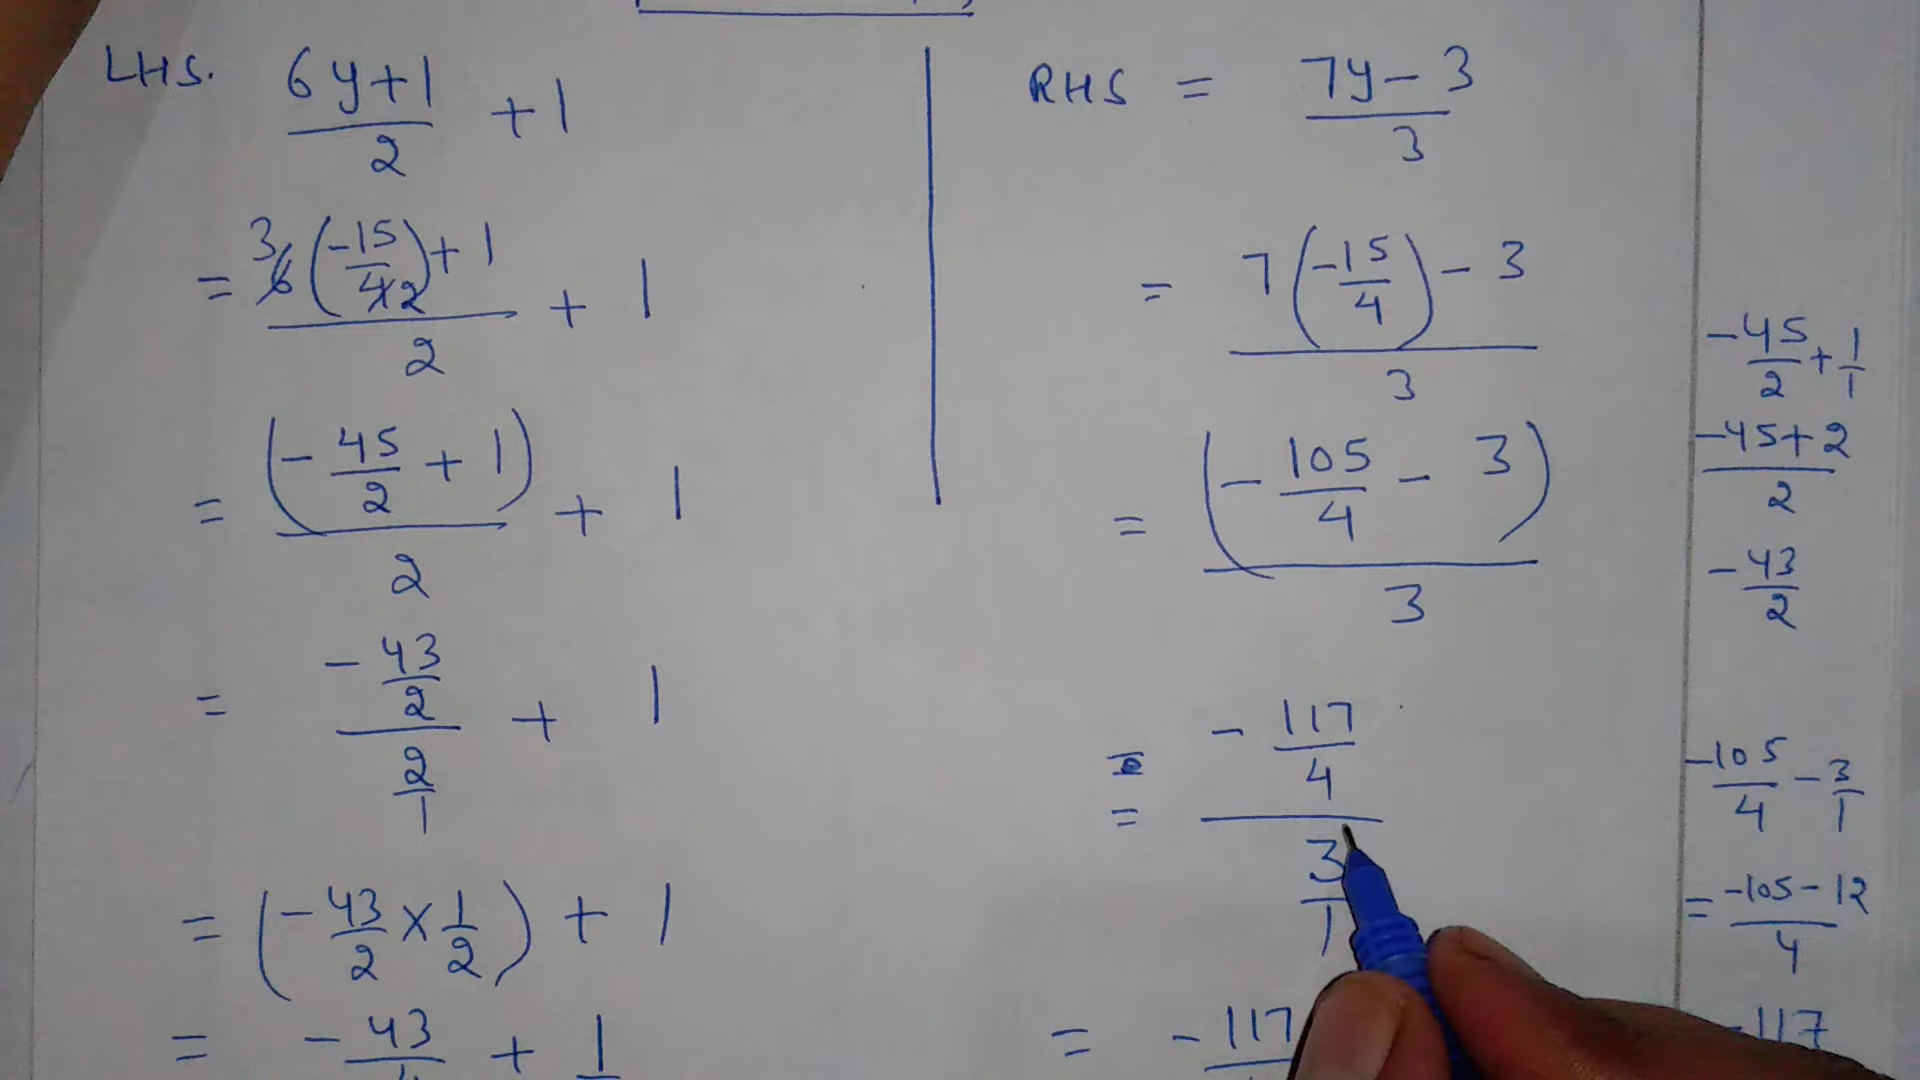 LHS. (6y+1)/2 + 1
= 3 6(-15/4 2)+1 / 2 + 1
= (-45/2 + 1) / 2 + 1
= -43/2 / 2/1 + 1
= (-43/2 × 1/2) + 1
= -43 + 1
RHS = (7y-3)/3
= 7(-15/4) - 3 / 3
= (-105/4 - 3) / 3
=
= -117/4 / 3/1
= -117
-45/2 + 1/1
-45+2 / 2
-43/2
-105/4 - 3/1
= -105-12 / 4
-117